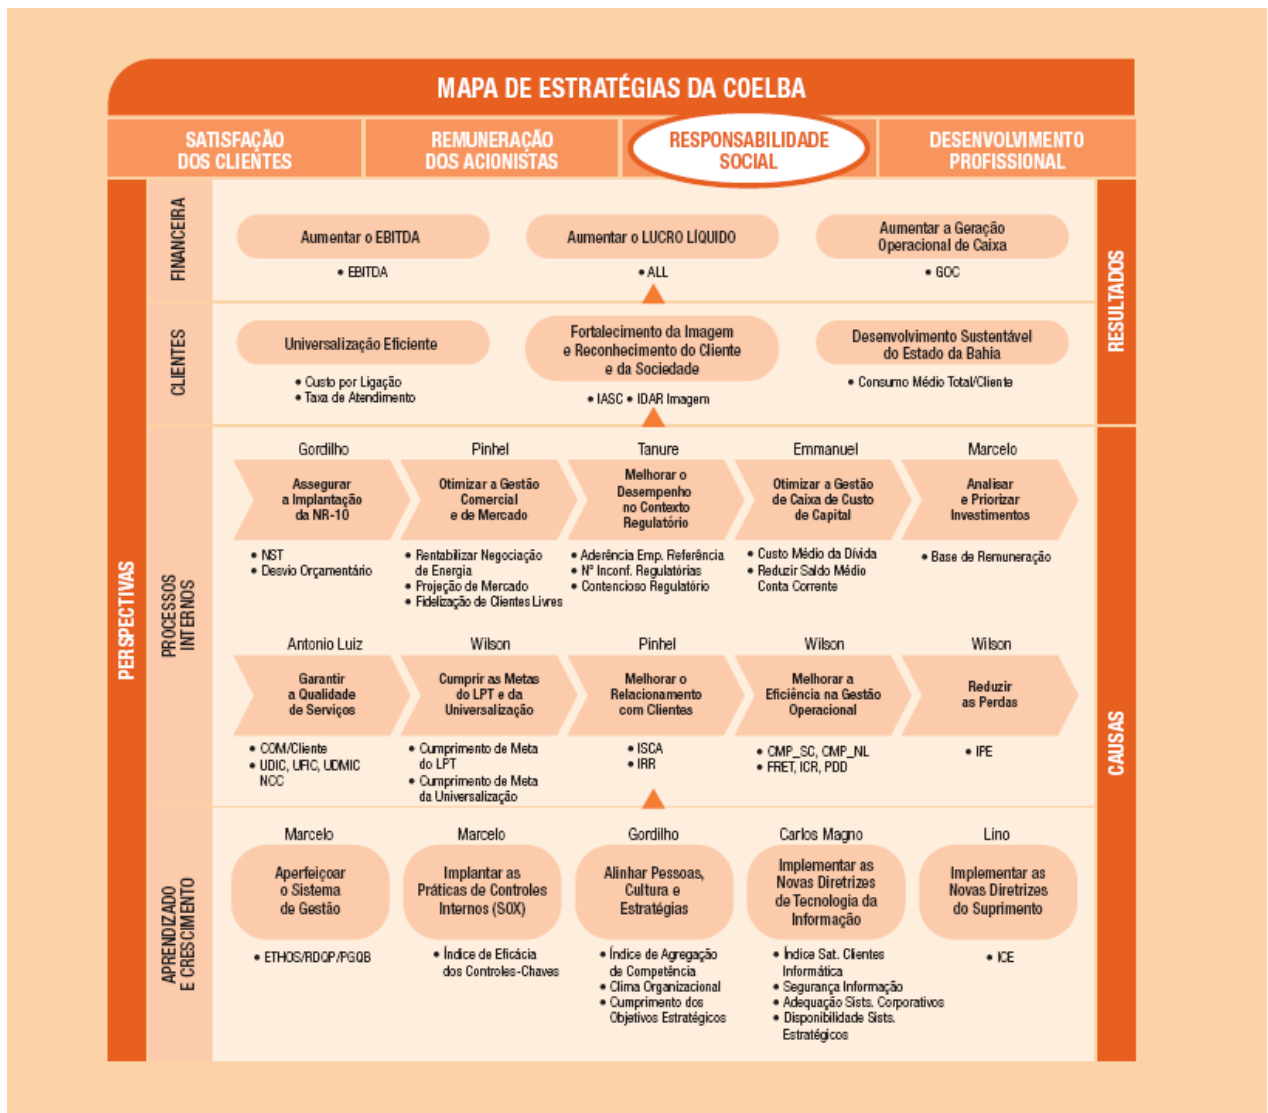 MAPA DE ESTRATÉGIAS DA COELBA
SATISFAÇÃO
DOS CLIENTES
REMUNERAÇÃO
DOS ACIONISTAS
RESPONSABILIDADE
SOCIAL
DESENVOLVIMENTO
PROFISSIONAL
PERSPECTIVAS
RESULTADOS
CAUSAS
FINANCEIRA
Aumentar o EBITDA
• EBITDA
Aumentar o LUCRO LÍQUIDO
• ALL
Aumentar a Geração
Operacional de Caixa
• GOC
CLIENTES
Universalização Eficiente
• Custo por Ligação
• Taxa de Atendimento
Fortalecimento da Imagem
e Reconhecimento do Cliente
e da Sociedade
• IASC • IDAR Imagem
Desenvolvimento Sustentável
do Estado da Bahia
• Consumo Médio Total/Cliente
PROCESSOS
INTERNOS
Gordilho
Assegurar
a Implantação
da NR-10
• NST
• Desvio Orçamentário
Pinhel
Otimizar a Gestão
Comercial
e de Mercado
• Rentabilizar Negociação
de Energia
• Projeção de Mercado
• Fidelização de Clientes Livres
Tanure
Melhorar o
Desempenho
no Contexto
Regulatório
• Aderência Emp. Referência
• Nº Inconf. Regulatórias
• Contencioso Regulatório
Emmanuel
Otimizar a Gestão
de Caixa de Custo
de Capital
• Custo Médio da Dívida
• Reduzir Saldo Médio
Conta Corrente
Marcelo
Analisar
e Priorizar
Investimentos
• Base de Remuneração
Antonio Luiz
Garantir
a Qualidade
de Serviços
• COM/Cliente
• UDIC, UFIC, UDMIC
NCC
Wilson
Cumprir as Metas
do LPT e da
Universalização
• Cumprimento de Meta
do LPT
• Cumprimento de Meta
da Universalização
Pinhel
Melhorar o
Relacionamento
com Clientes
• ISCA
• IRR
Wilson
Melhorar a
Eficiência na Gestão
Operacional
• CMP_SC, CMP_NL
• FRET, ICR, PDD
Wilson
Reduzir
as Perdas
• IPE
APRENDIZADO
E CRESCIMENTO
Marcelo
Aperfeiçoar
o Sistema
de Gestão
• ETHOS/RDQP/PGQB
Marcelo
Implantar as
Práticas de Controles
Internos (SOX)
• Índice de Eficácia
dos Controles-Chaves
Gordilho
Alinhar Pessoas,
Cultura e
Estratégias
• Índice de Agregação
de Competência
• Clima Organizacional
• Cumprimento dos
Objetivos Estratégicos
Carlos Magno
Implementar as
Novas Diretrizes
de Tecnologia da
Informação
• Índice Sat. Clientes
Informática
• Segurança Informação
• Adequação Sists. Corporativos
• Disponibilidade Sists.
Estratégicos
Lino
Implementar as
Novas Diretrizes
do Suprimento
• ICE